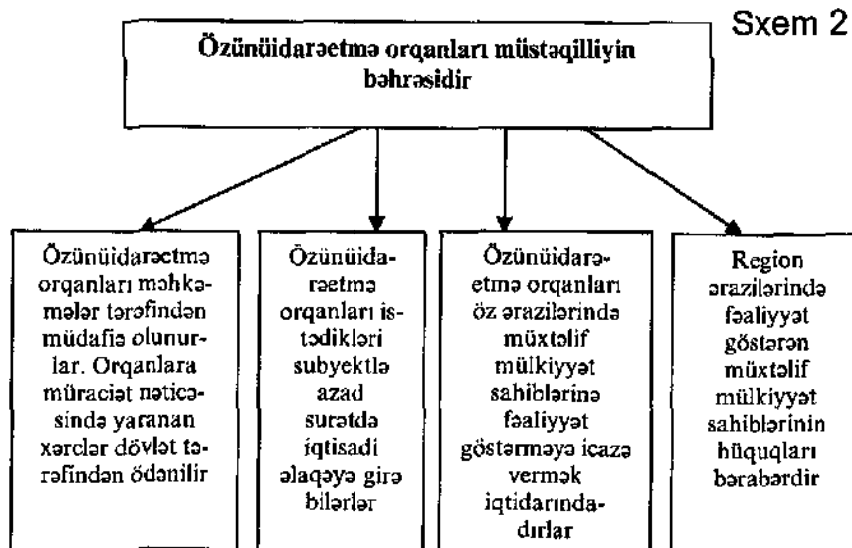 Sxem 2
Özünüidarəetmə orqanları müstəqilliyin
bəhrəsidir
Özünüidarəetmə
orqanları məhkə-
mələr tərəfindən
müdafiə olunur-
lar. Orqanlara
müraciət nəticə-
sində yaranan
xərclər dövlət tə-
rəfindən ödənilir
Özünüida-
rəetmə
orqanları is-
tədikləri
subyektlə
azad
surətdə
iqtisadi
əlaqəyə girə
bilərlər
Özünüidarə-
etmə orqanları
öz ərazilərində
müxtəlif
mülkiyyət
sahiblərinə
fəaliyyət
göstərməyə icazə
vermək
iqtidarında-
dırlar
Region
ərazilərində
fəaliyyət
göstərən
müxtəlif
mülkiyyət
sahiblərinin
hüquqları
bərabərdir